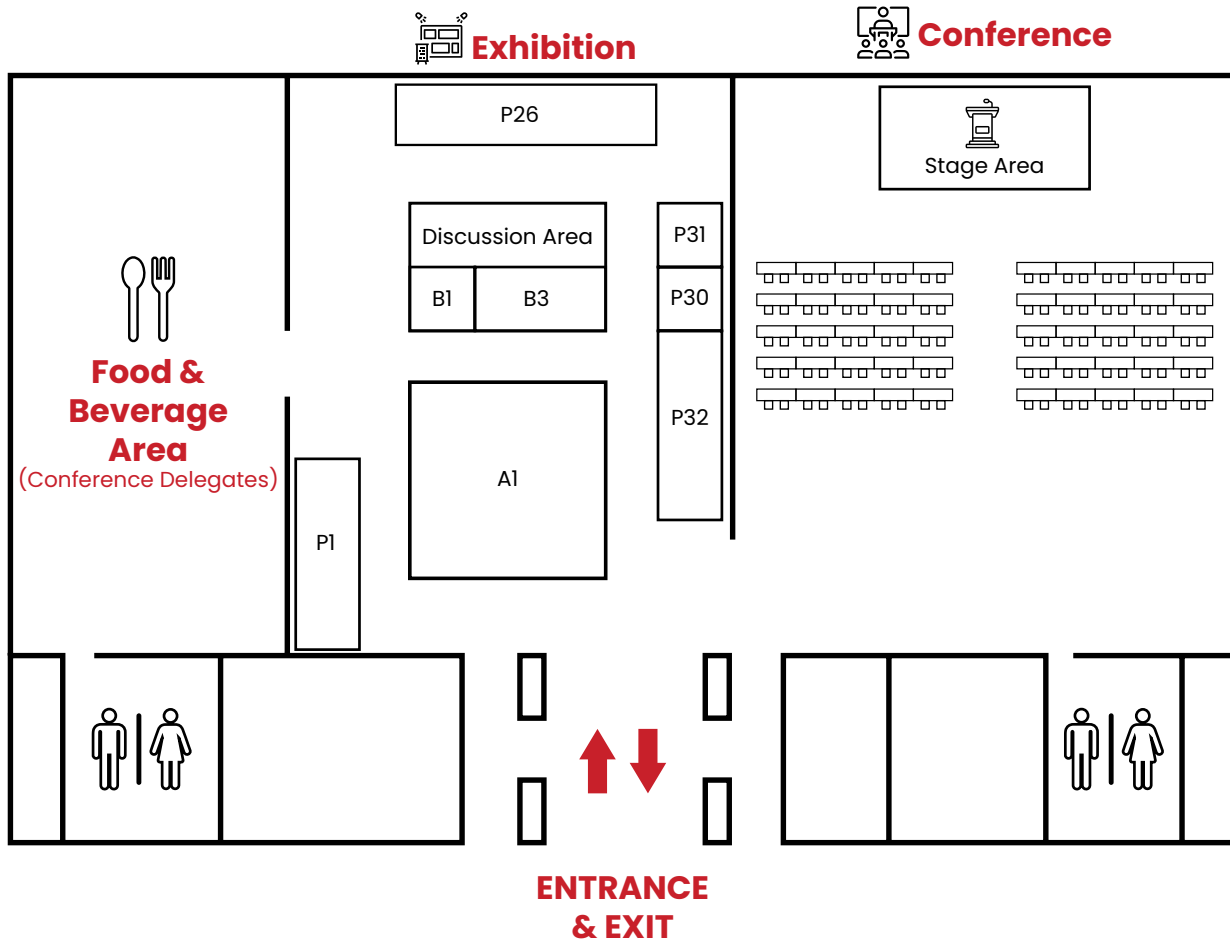 Exhibition
Conference
P26
Stage Area
Discussion Area
P31
B1
B3
P30
Food &
Beverage
Area
(Conference Delegates)
P32
A1
P1
ENTRANCE
& EXIT